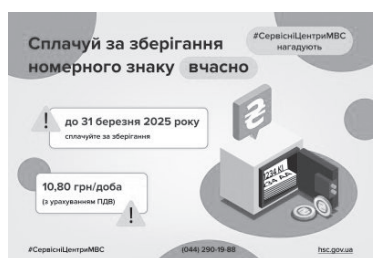 Сплачуй за зберігання
номерного знаку вчасно
#СервісніЦентриМВС
нагадують
до 31 березня 2025 року
сплачуйте за зберігання
10,80 грн/доба
(з урахуванням ПДВ)
#СервісніЦентриМВС
(044) 290-19-88
hsc.gov.ua